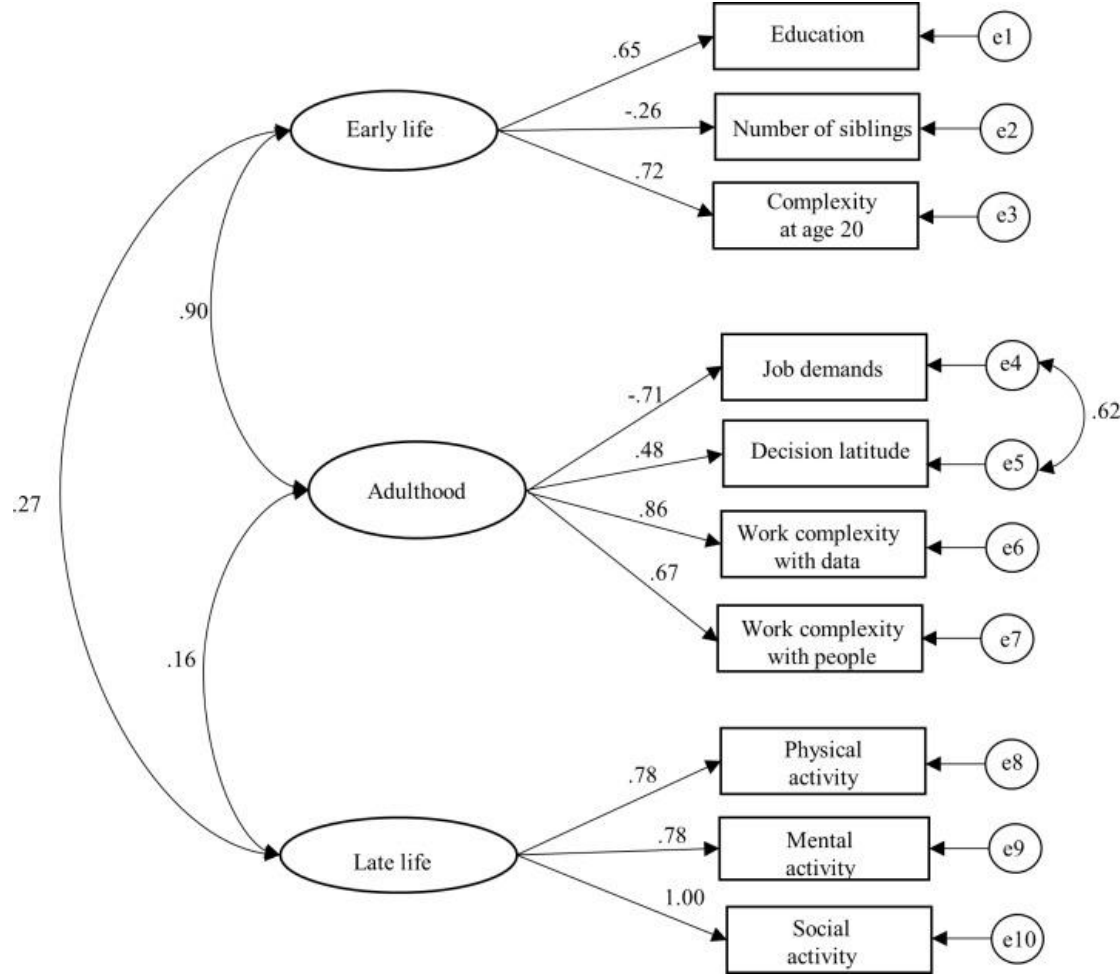 Education
e1
.65
Early life
-.26
Number of siblings
e2
.72
Complexity
at age 20
e3
.90
Job demands
e4
-.71
.62
Decision latitude
e5
.48
Adulthood
.27
.86
Work complexity
with data
e6
.67
Work complexity
with people
e7
.16
Physical
activity
e8
.78
Late life
.78
Mental
activity
e9
1.00
Social
activity
e10